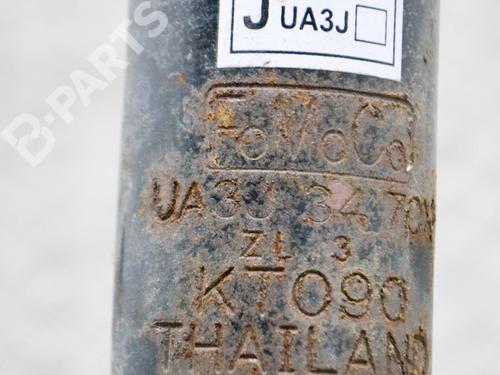 J UA3J
B-PARTS
FoMoCo
UA3J 34 70
ZL 3
KT090
THAILAND